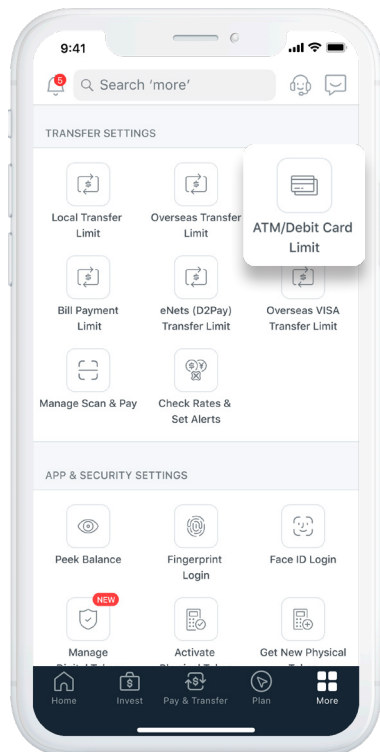 9:41
5
Search 'more'
TRANSFER SETTINGS
Local Transfer
Limit
Overseas Transfer
Limit
ATM/Debit Card
Limit
Bill Payment
Limit
eNets (D2Pay)
Transfer Limit
Overseas VISA
Transfer Limit
Manage Scan & Pay
Check Rates &
Set Alerts
APP & SECURITY SETTINGS
Peek Balance
Fingerprint
Login
Face ID Login
NEW
Manage
Activate
Get New Physical
Home
Invest
Pay & Transfer
Plan
More